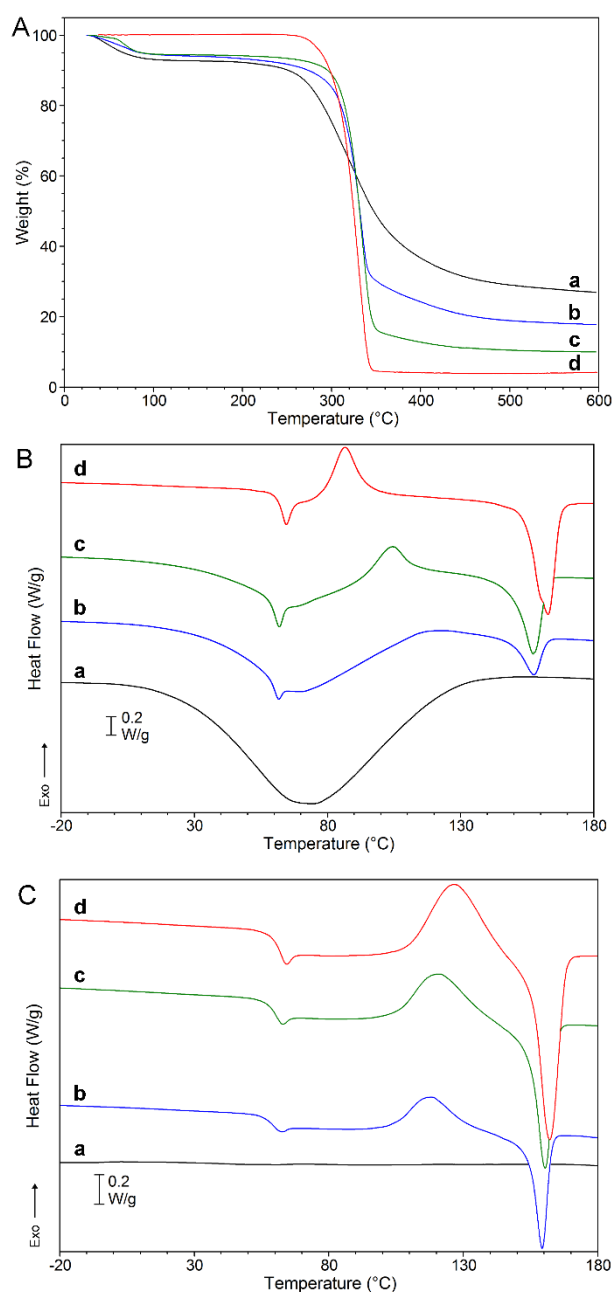 A
100
80
60
40
20
0
Weight (%)
a
b
c
d
0 100 200 300 400 500 600
Temperature (°C)
B
d
c
b
a
Heat Flow (W/g)
0.2
W/g
Exo
-20 30 80 130 180
Temperature (°C)
C
d
c
b
a
Heat Flow (W/g)
0.2
W/g
Exo
-20 30 80 130 180
Temperature (°C)